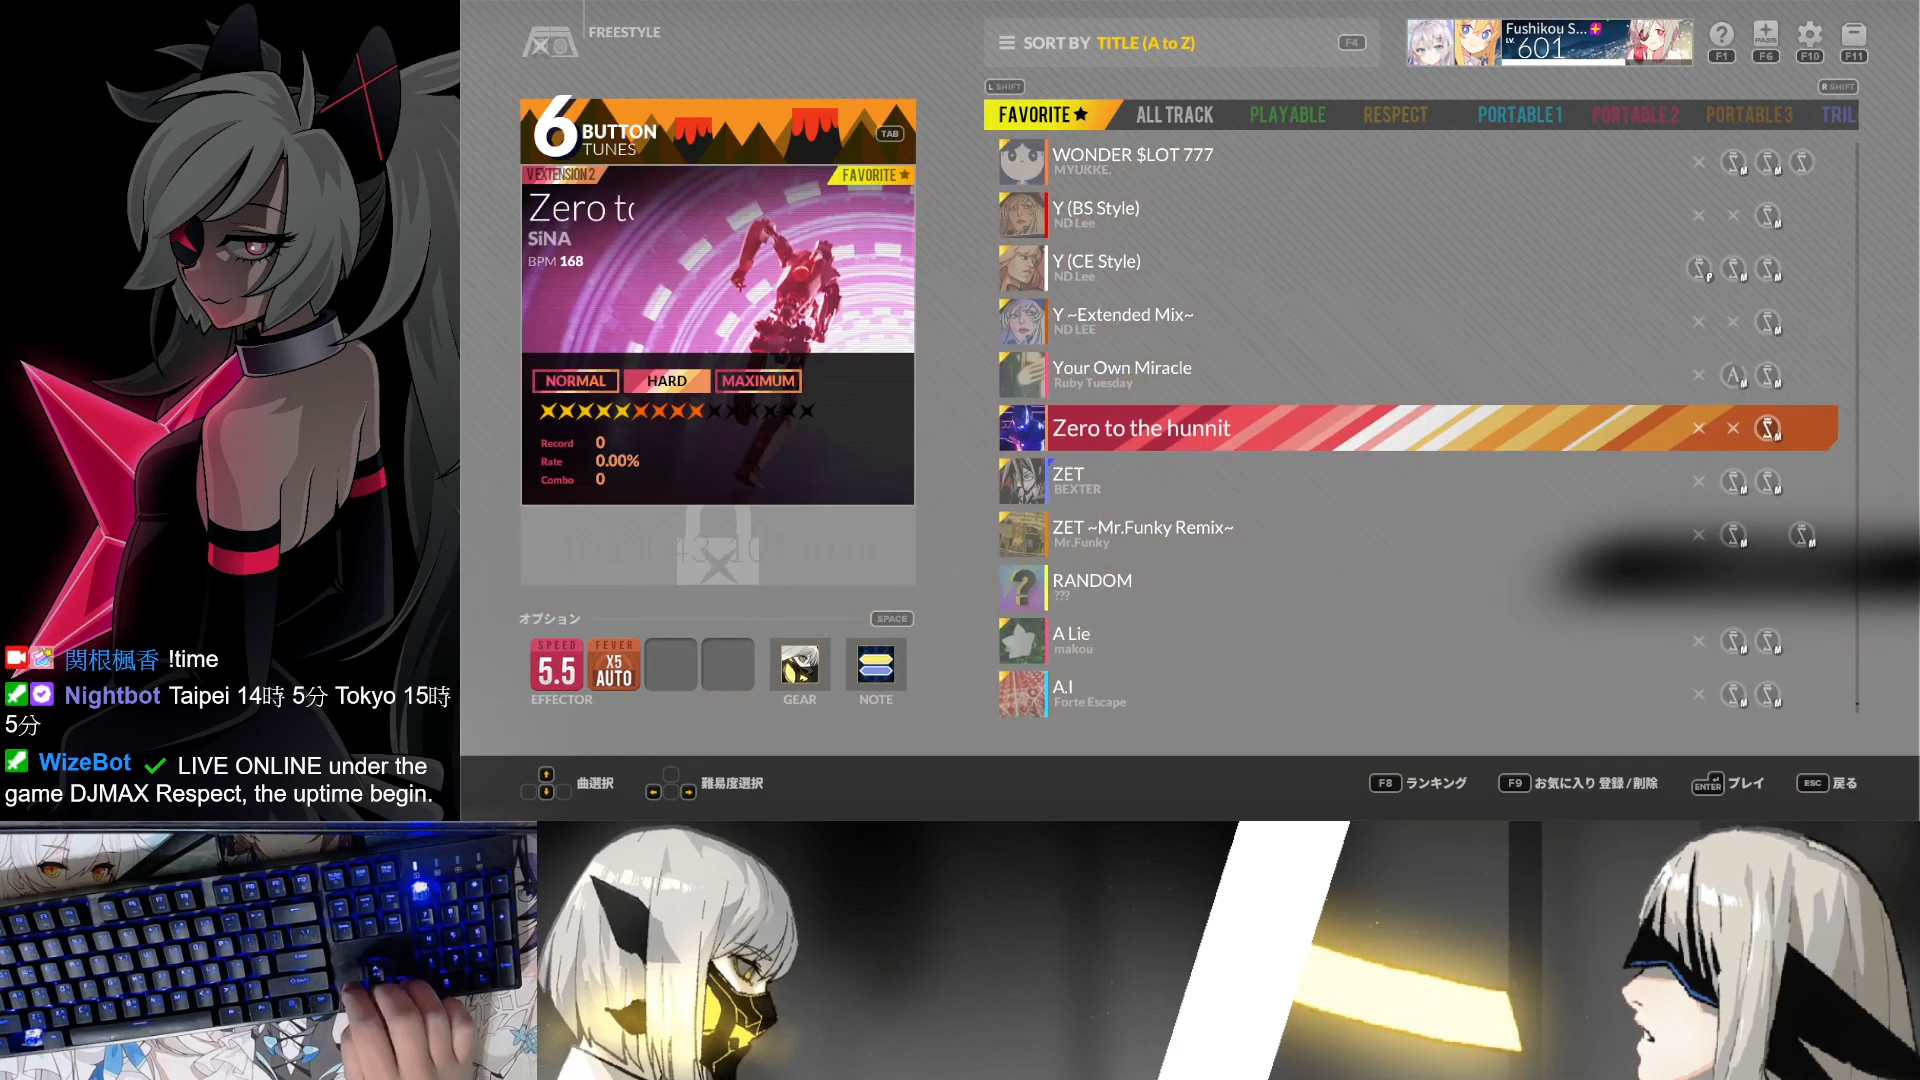 FREESTYLE
SORT BY TITLE (A to Z)
F4
Fushikou S...
LV. 601
F1
PASS
F6
F10
F11
L SHIFT
R SHIFT
6 BUTTON TUNES
TAB
FAVORITE★
ALL TRACK
PLAYABLE
RESPECT
PORTABLE 1
PORTABLE 2
PORTABLE 3
TRIL
V EXTENSION 2
FAVORITE ★
Zero to
SiNA
BPM 168
NORMAL
HARD
MAXIMUM
Record 0
Rate 0.00%
Combo 0
オプション
SPACE
SPEED 5.5
FEVER X5 AUTO
EFFECTOR
GEAR
NOTE
WONDER $LOT 777
MYUKKE.
Y (BS Style)
ND Lee
Y (CE Style)
ND Lee
Y ~Extended Mix~
ND LEE
Your Own Miracle
Ruby Tuesday
Zero to the hunnit
ZET
BEXTER
ZET ~Mr.Funky Remix~
Mr.Funky
RANDOM
???
A Lie
makou
A.I
Forte Escape
曲選択
難易度選択
F8 ランキング
F9 お気に入り 登録/削除
ENTER プレイ
ESC 戻る
関根楓香 !time
Nightbot Taipei 14時 5分 Tokyo 15時
5分
WizeBot LIVE ONLINE under the
game DJMAX Respect, the uptime begin.